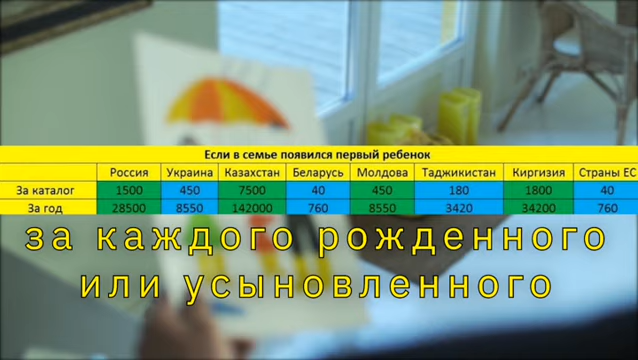 Если в семье появился первый ребенок
Россия Украина Казахстан Беларусь Молдова Таджикистан Киргизия Страны ЕС
За каталог 1500 450 7500 40 450 180 1800 40
За год 28500 8550 142000 760 8550 3420 34200 760
за каждого рожденного
или усыновленного